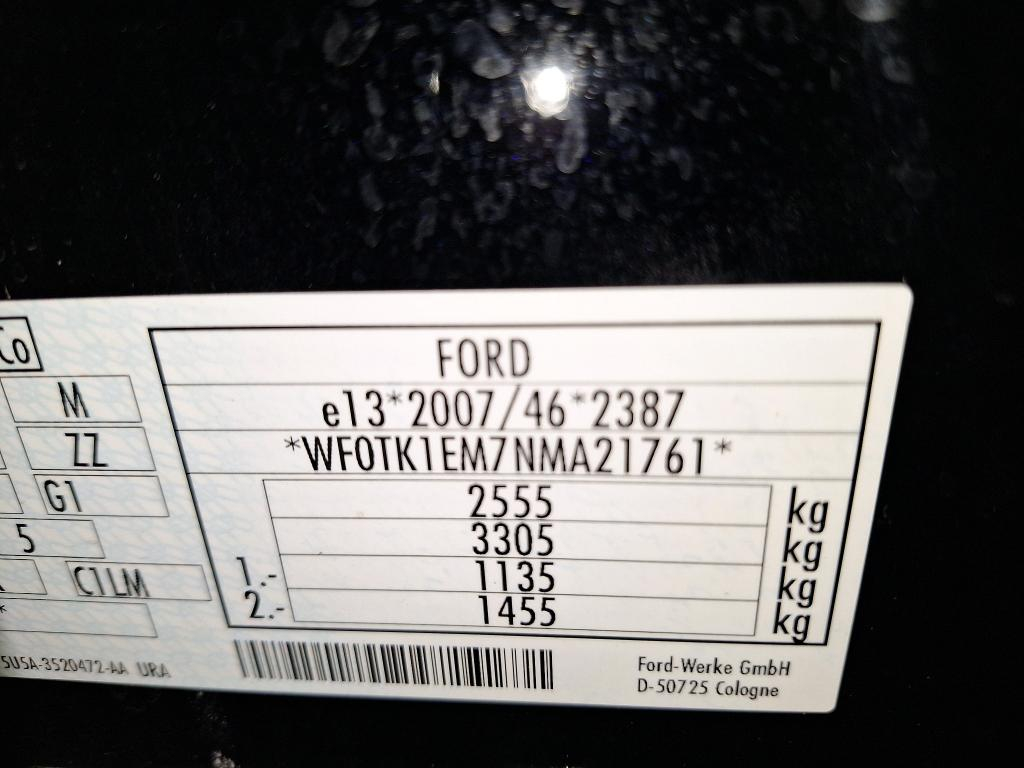 Co
FORD
M
e13*2007/46*2387
ZZ
*WF0TK1EM7NMA21761*
G1
2555 kg
5
3305 kg
1.- 1135 kg
C1LM
2.- 1455 kg
*
5U5A-3520472-AA URA
Ford-Werke GmbH
D-50725 Cologne